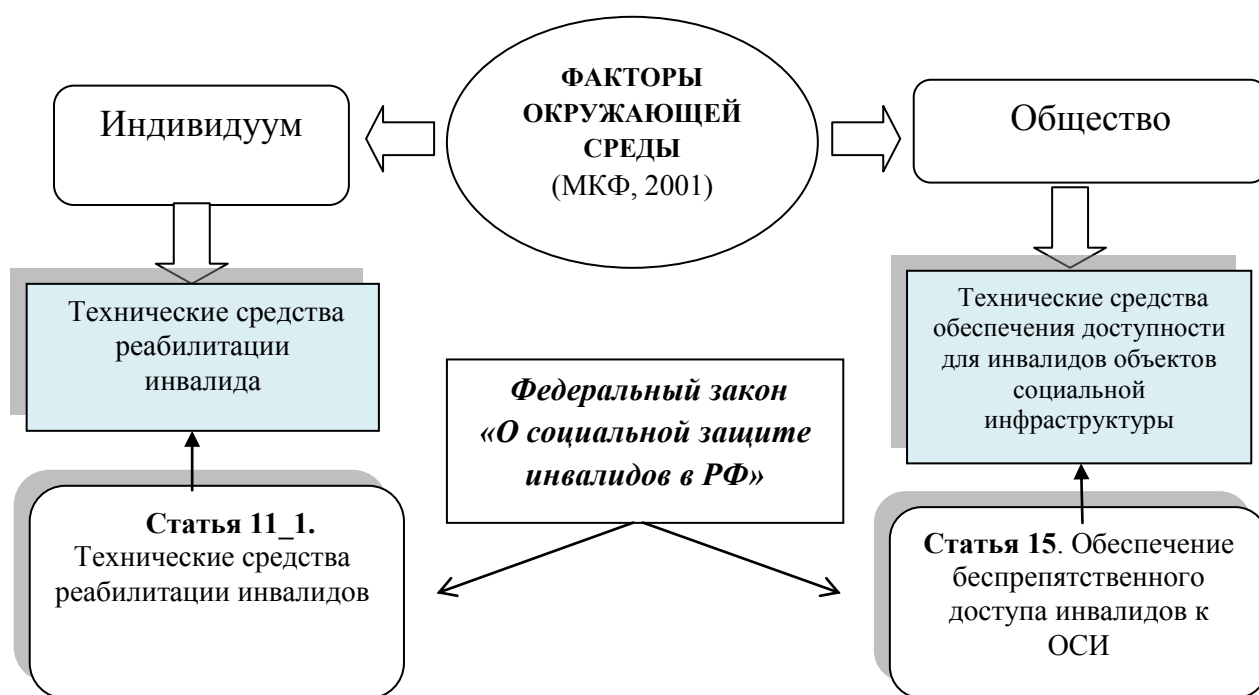 ФАКТОРЫ
ОКРУЖАЮЩЕЙ
СРЕДЫ
(МКФ, 2001)
Индивидуум
Общество
Технические средства
реабилитации
инвалида
Технические средства
обеспечения доступности
для инвалидов объектов
социальной
инфраструктуры
Федеральный закон
«О социальной защите
инвалидов в РФ»
Статья 11_1.
Технические средства
реабилитации инвалидов
Статья 15. Обеспечение
беспрепятственного
доступа инвалидов к
ОСИ